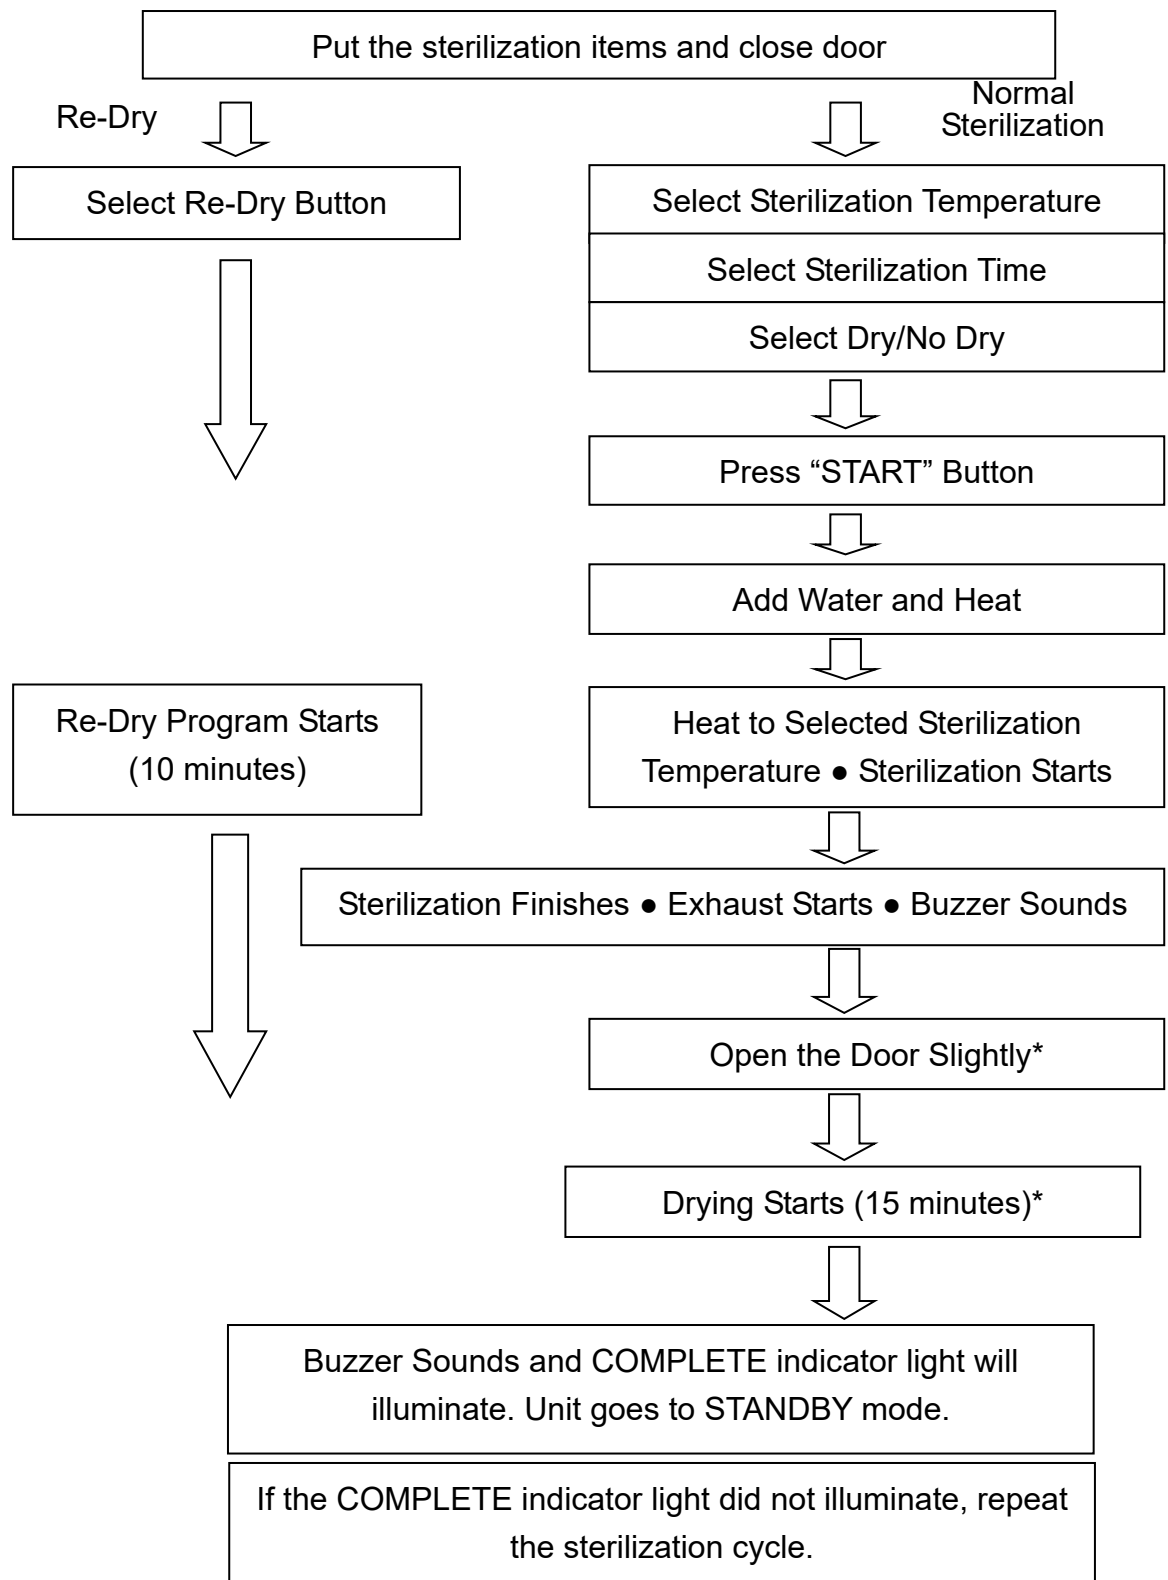 Put the sterilization items and close door
Re-Dry
Normal
Sterilization
Select Re-Dry Button
Select Sterilization Temperature
Select Sterilization Time
Select Dry/No Dry
Press “START” Button
Add Water and Heat
Re-Dry Program Starts
(10 minutes)
Heat to Selected Sterilization
Temperature ● Sterilization Starts
Sterilization Finishes ● Exhaust Starts ● Buzzer Sounds
Open the Door Slightly*
Drying Starts (15 minutes)*
Buzzer Sounds and COMPLETE indicator light will
illuminate. Unit goes to STANDBY mode.
If the COMPLETE indicator light did not illuminate, repeat
the sterilization cycle.